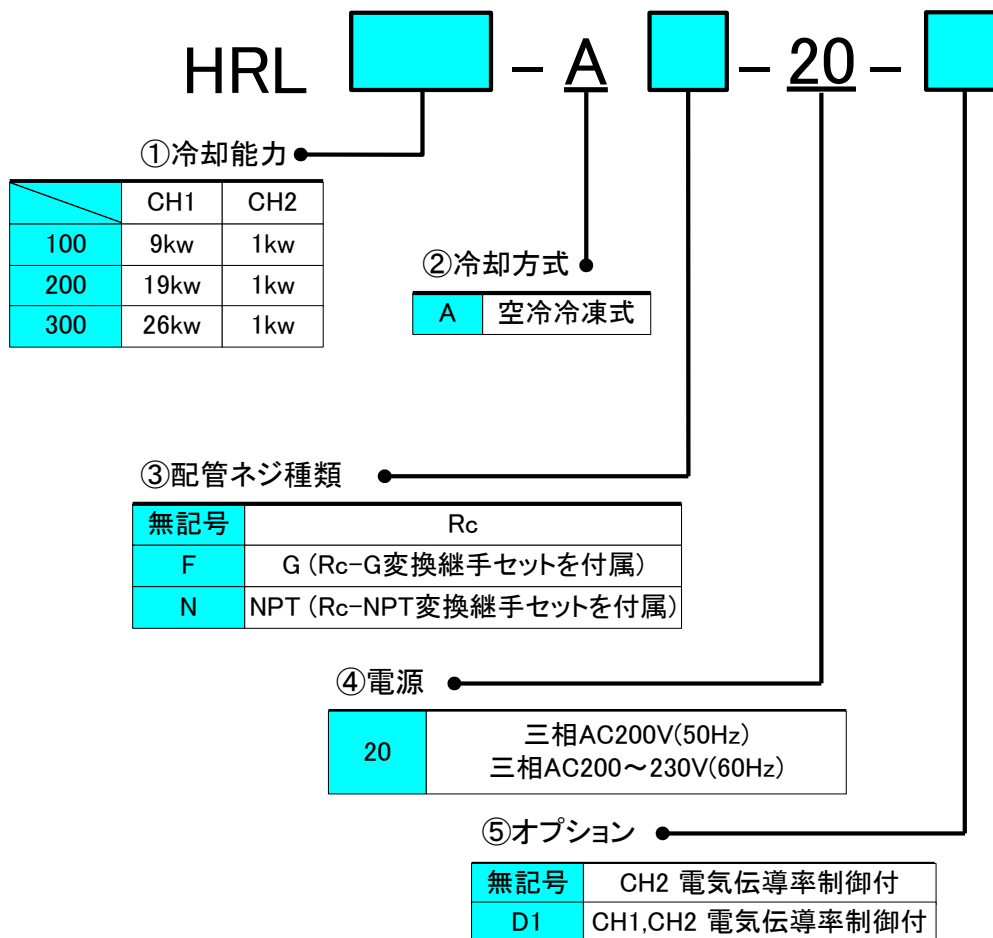 HRL – A – 20 –
①冷却能力
CH1 CH2
100 9kw 1kw
200 19kw 1kw
300 26kw 1kw
②冷却方式
A 空冷冷凍式
③配管ネジ種類
無記号 Rc
F G (Rc-G変換継手セットを付属)
N NPT (Rc-NPT変換継手セットを付属)
④電源
20 三相AC200V(50Hz)
三相AC200～230V(60Hz)
⑤オプション
無記号 CH2 電気伝導率制御付
D1 CH1,CH2 電気伝導率制御付